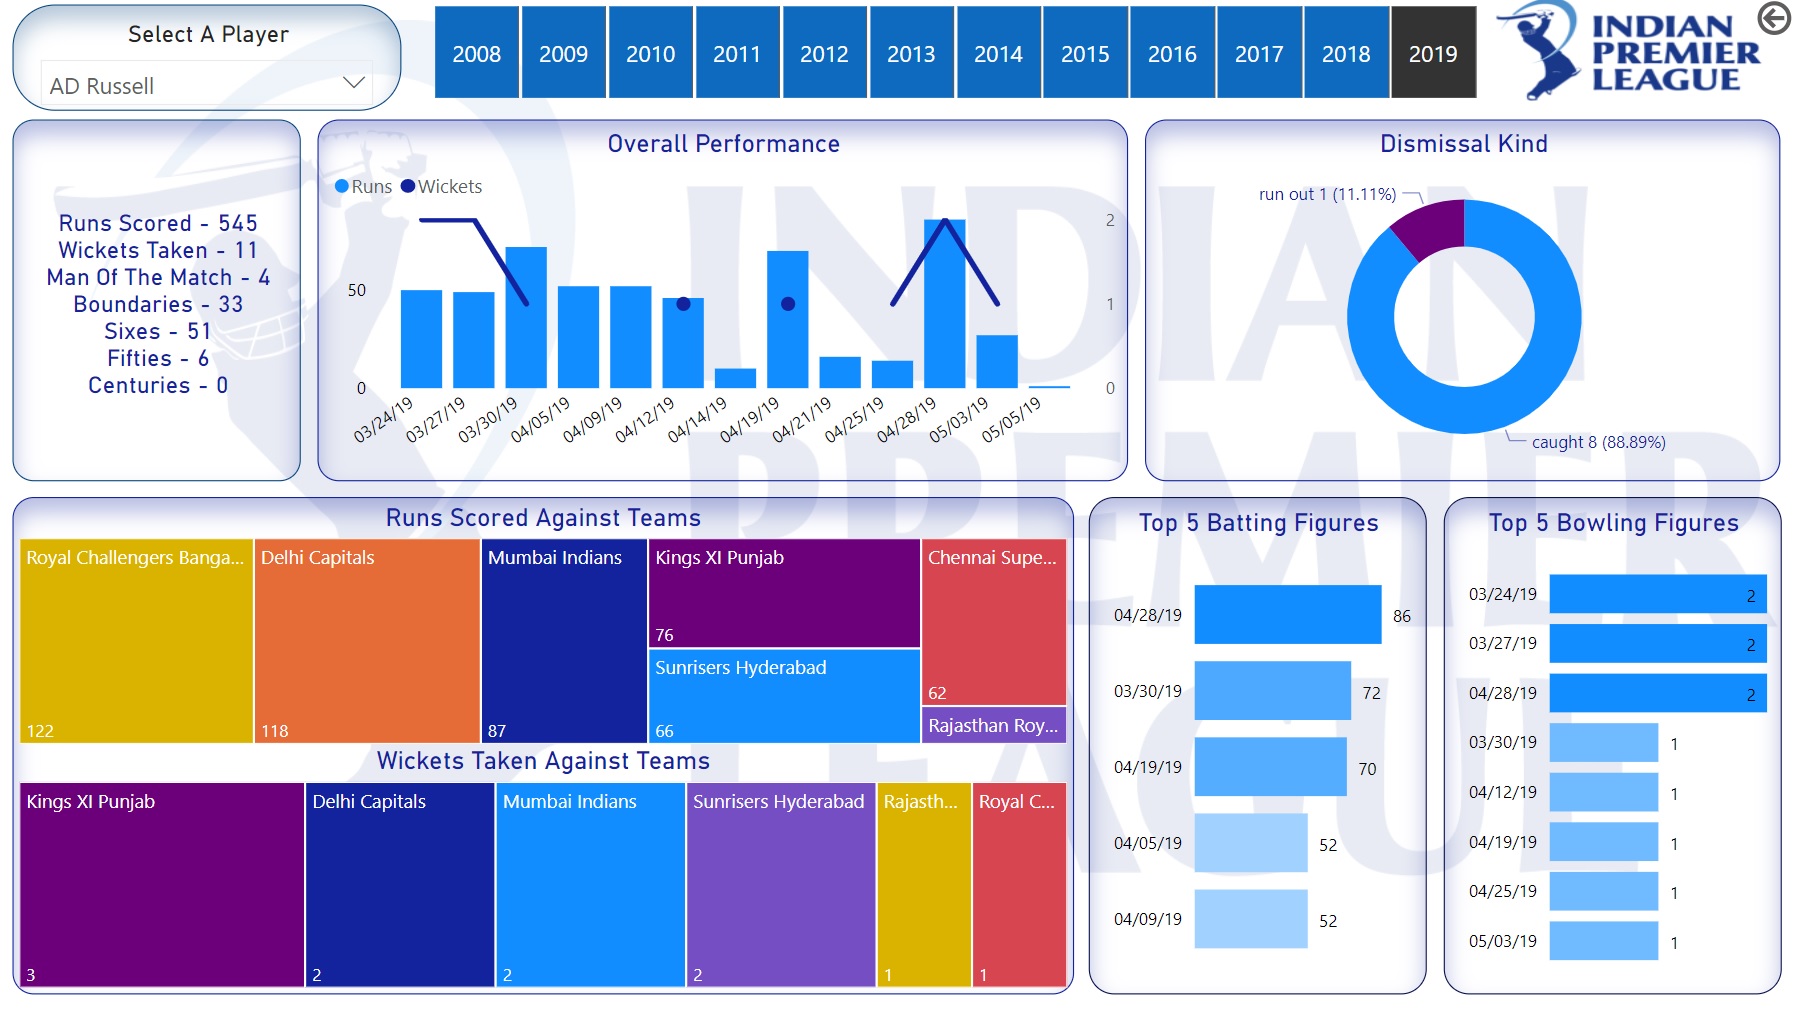 Select A Player
AD Russell
2008 2009 2010 2011 2012 2013 2014 2015 2016 2017 2018 2019
INDIAN
PREMIER
LEAGUE
Runs Scored - 545
Wickets Taken - 11
Man Of The Match - 4
Boundaries - 33
Sixes - 51
Fifties - 6
Centuries - 0
Overall Performance
Runs Wickets
50
0
2
1
0
03/24/19 03/27/19 03/30/19 04/05/19 04/09/19 04/12/19 04/14/19 04/19/19 04/21/19 04/25/19 04/28/19 05/03/19 05/05/19
Dismissal Kind
run out 1 (11.11%)
caught 8 (88.89%)
Runs Scored Against Teams
Royal Challengers Banga...
122
Delhi Capitals
118
Mumbai Indians
87
Kings XI Punjab
76
Sunrisers Hyderabad
66
Chennai Supe...
62
Rajasthan Roy...
Wickets Taken Against Teams
Kings XI Punjab
3
Delhi Capitals
2
Mumbai Indians
2
Sunrisers Hyderabad
2
Rajasth...
1
Royal C...
1
Top 5 Batting Figures
04/28/19 86
03/30/19 72
04/19/19 70
04/05/19 52
04/09/19 52
Top 5 Bowling Figures
03/24/19 2
03/27/19 2
04/28/19 2
03/30/19 1
04/12/19 1
04/19/19 1
04/25/19 1
05/03/19 1
INDIAN
PREMIER
LEAGUE